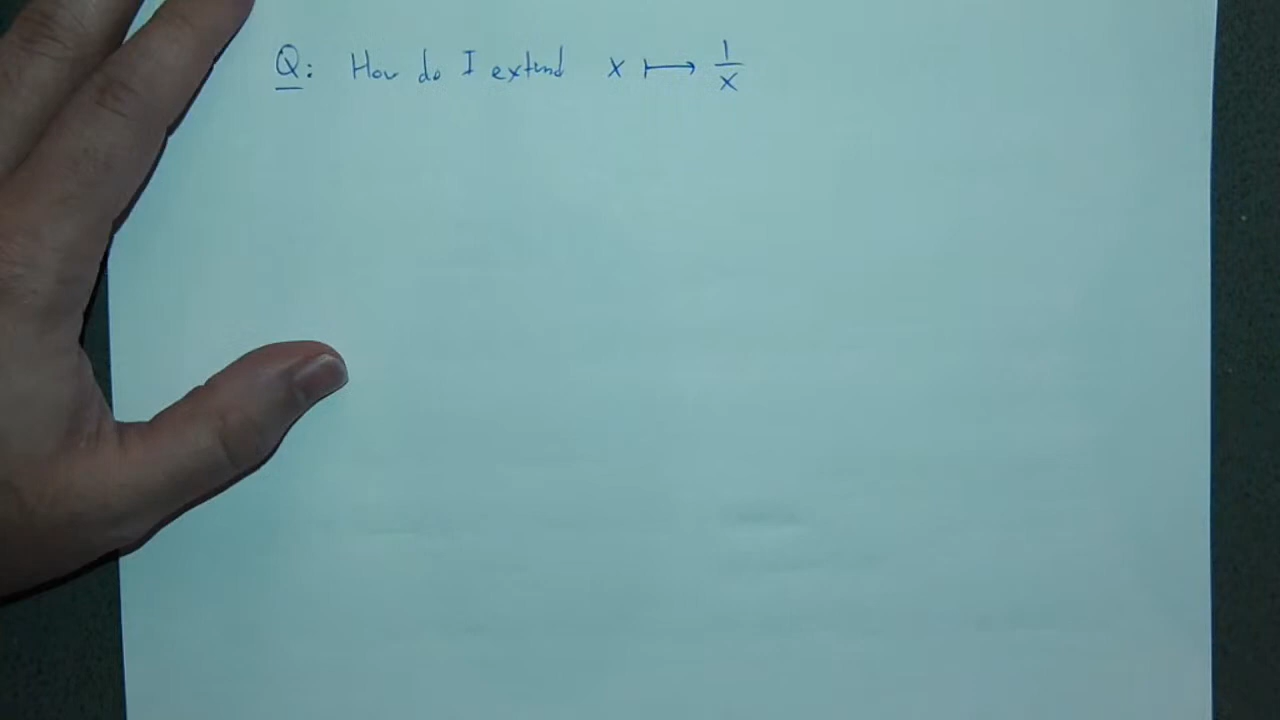 Q: How do I extend x ↦ 1/x